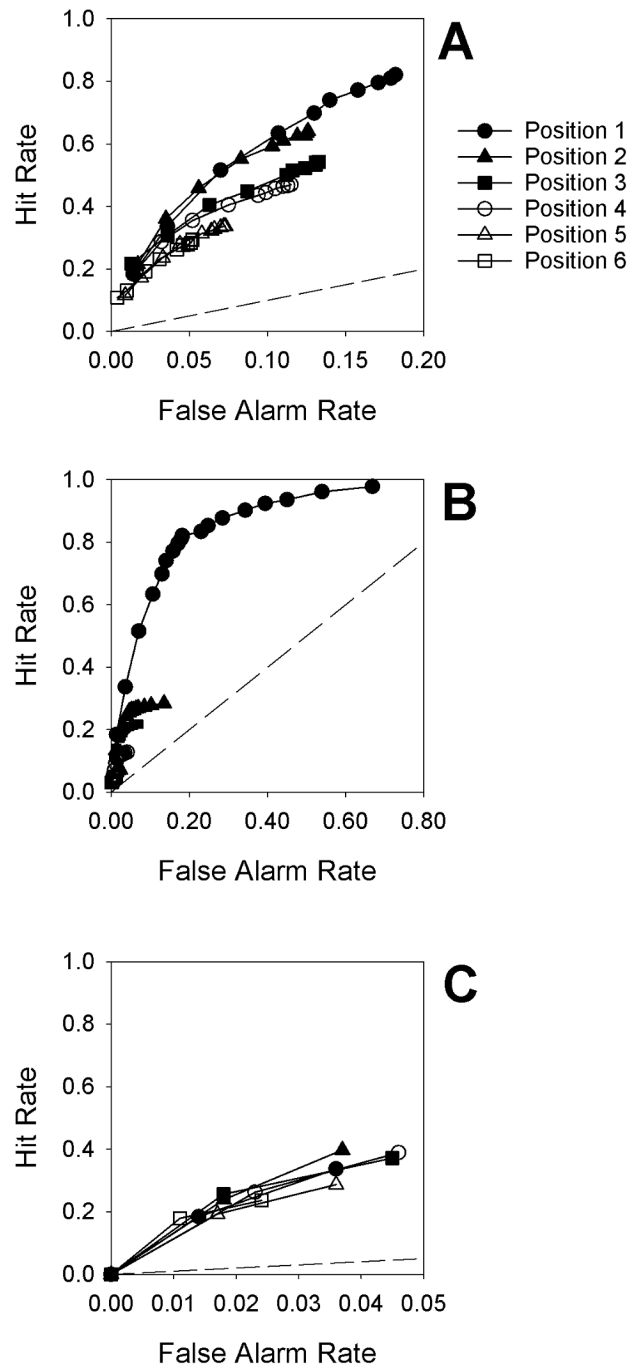 A
1.0
0.8
0.6
0.4
0.2
0.0
Hit Rate
0.00 0.05 0.10 0.15 0.20
False Alarm Rate
Position 1
Position 2
Position 3
Position 4
Position 5
Position 6
B
1.0
0.8
0.6
0.4
0.2
0.0
Hit Rate
0.00 0.20 0.40 0.60 0.80
False Alarm Rate
C
1.0
0.8
0.6
0.4
0.2
0.0
Hit Rate
0.00 0.01 0.02 0.03 0.04 0.05
False Alarm Rate